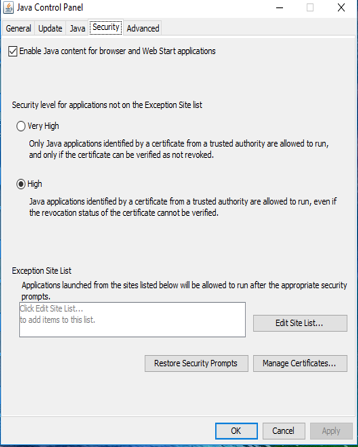 Java Control Panel
General Update Java Security Advanced
Enable Java content for browser and Web Start applications
Security level for applications not on the Exception Site list
Very High
Only Java applications identified by a certificate from a trusted authority are allowed to run,
and only if the certificate can be verified as not revoked.
High
Java applications identified by a certificate from a trusted authority are allowed to run, even if
the revocation status of the certificate cannot be verified.
Exception Site List
Applications launched from the sites listed below will be allowed to run after the appropriate security
prompts.
Click Edit Site List...
to add items to this list.
Edit Site List...
Restore Security Prompts Manage Certificates...
OK Cancel Apply